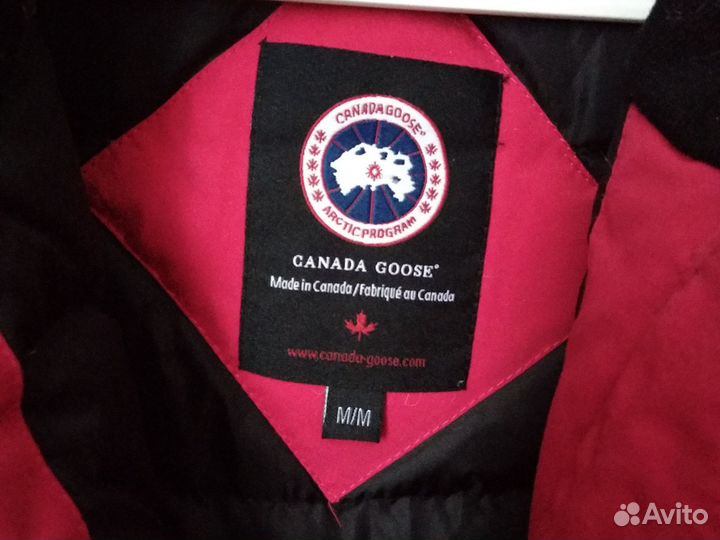 CANADA GOOSE®
ARCTIC PROGRAM
CANADA GOOSE®
Made in Canada/Fabriqué au Canada
www.canada-goose.com
M/M
Avito